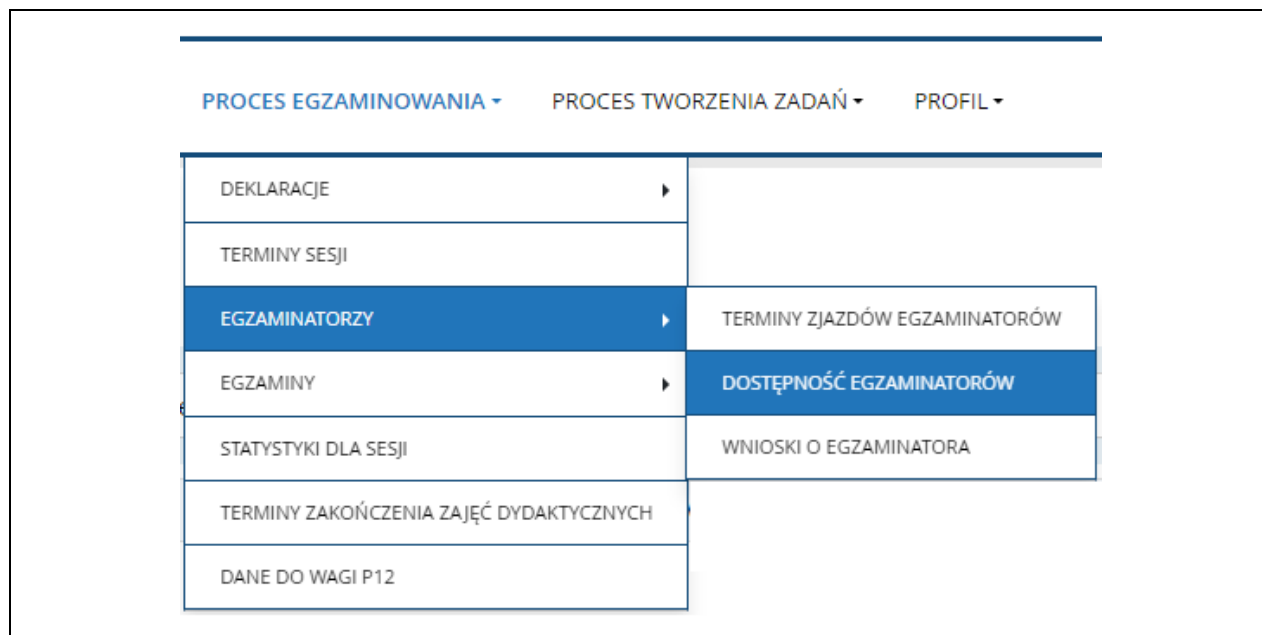 PROCES EGZAMINOWANIA PROCES TWORZENIA ZADAŃ PROFIL
DEKLARACJE
TERMINY SESJI
EGZAMINATORZY
TERMINY ZJAZDÓW EGZAMINATORÓW
EGZAMINY
DOSTĘPNOŚĆ EGZAMINATORÓW
STATYSTYKI DLA SESJI
WNIOSKI O EGZAMINATORA
TERMINY ZAKOŃCZENIA ZAJĘĆ DYDAKTYCZNYCH
DANE DO WAGI P12